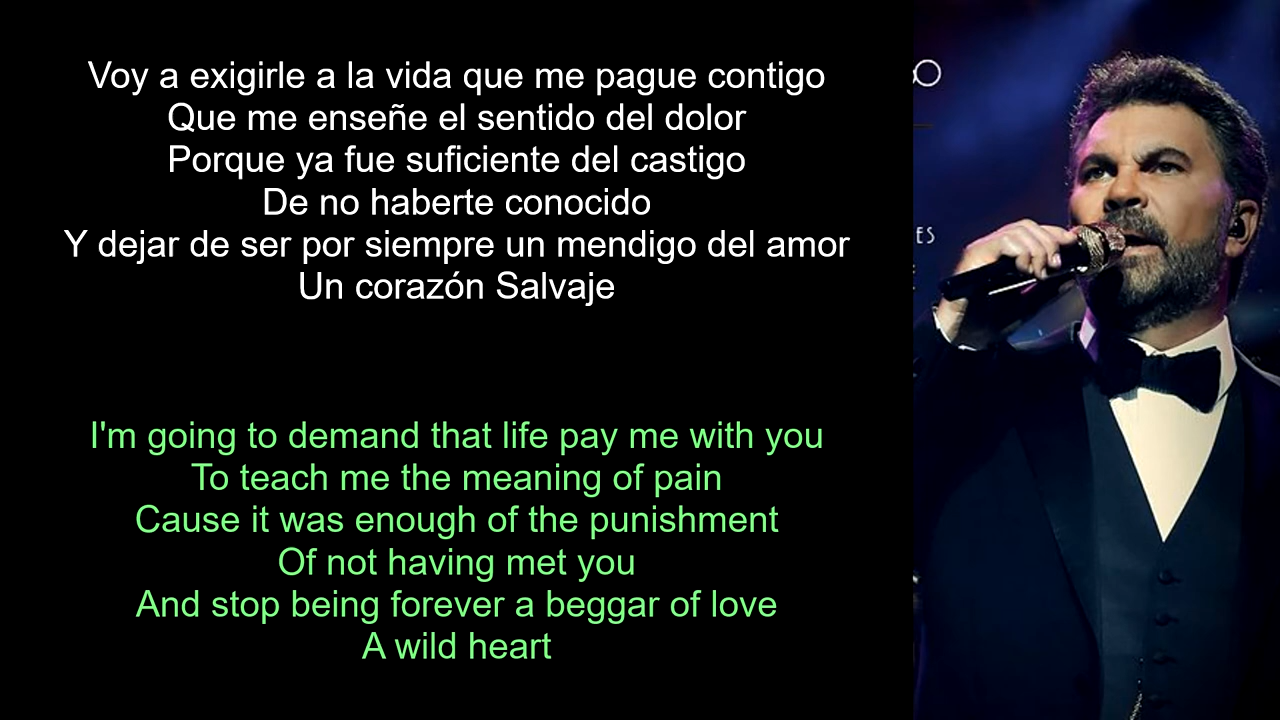 Voy a exigirle a la vida que me pague contigo
Que me enseñe el sentido del dolor
Porque ya fue suficiente del castigo
De no haberte conocido
Y dejar de ser por siempre un mendigo del amor
Un corazón Salvaje
I'm going to demand that life pay me with you
To teach me the meaning of pain
Cause it was enough of the punishment
Of not having met you
And stop being forever a beggar of love
A wild heart
ES